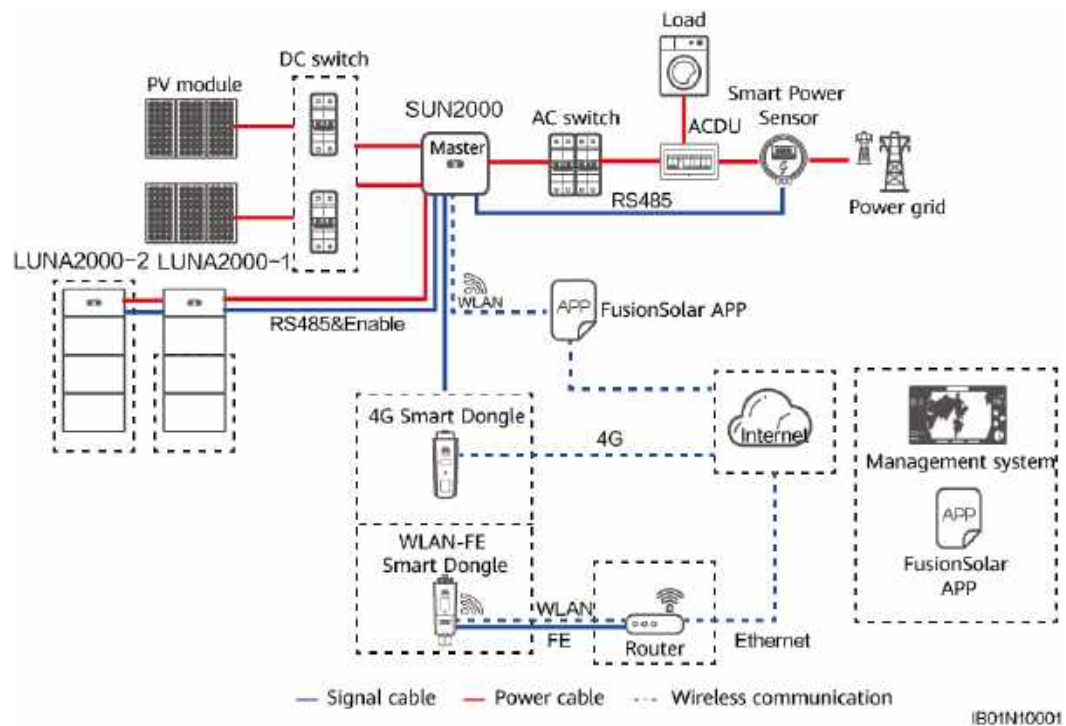 Load
DC switch
PV module
SUN2000
AC switch
Smart Power
Sensor
ACDU
Master
RS485
Power grid
LUNA2000-2
LUNA2000-1
WLAN
APP
FusionSolar APP
RS485&Enable
4G Smart Dongle
4G
Internet
Management system
APP
FusionSolar
APP
WLAN-FE
Smart Dongle
WLAN
FE
Router
Ethernet
Signal cable
Power cable
Wireless communication
IB01N10001